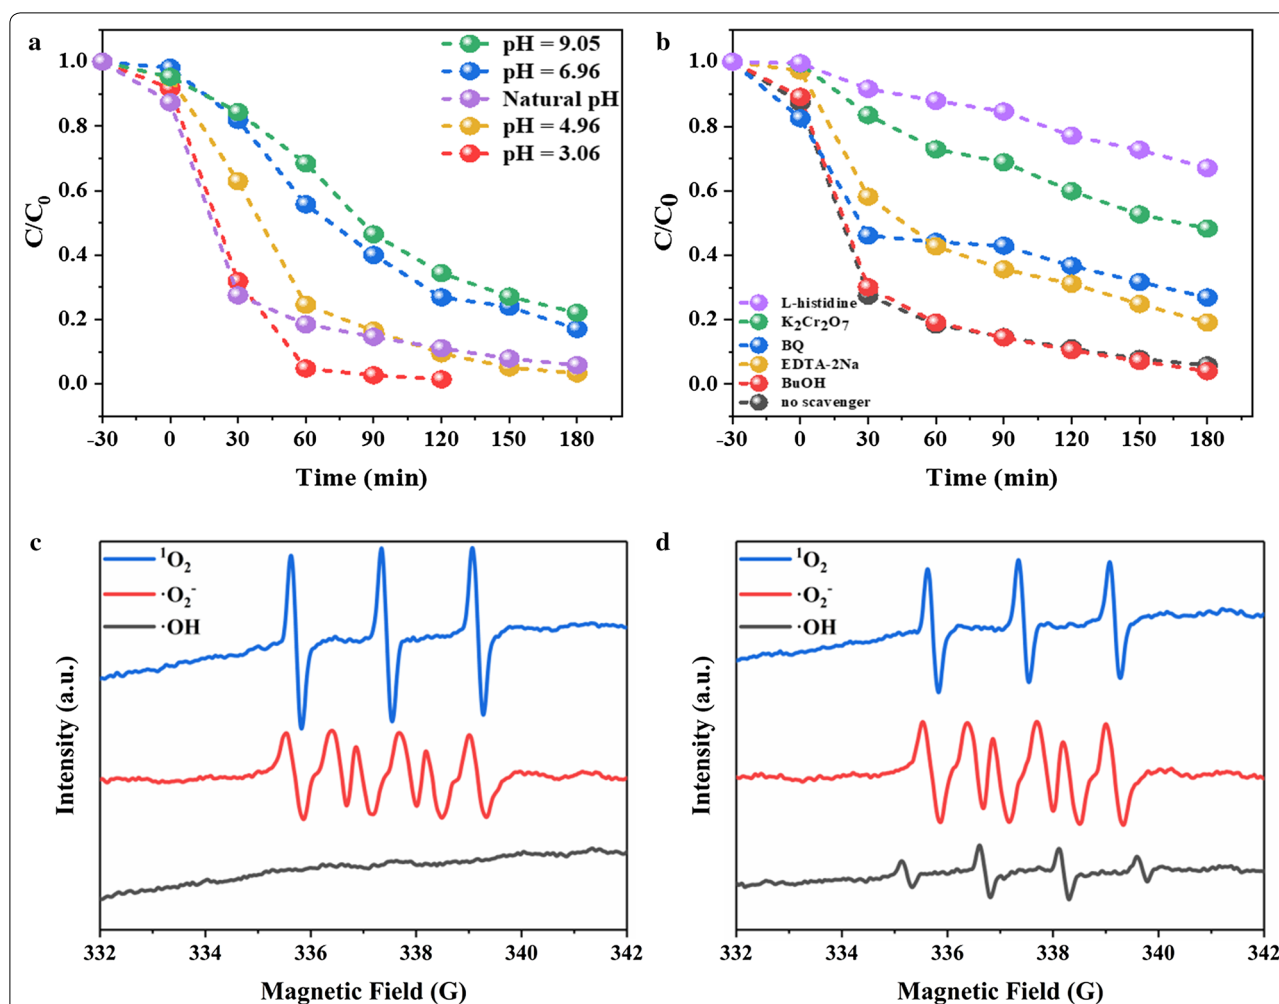 a
pH = 9.05
pH = 6.96
Natural pH
pH = 4.96
pH = 3.06
1.0
0.8
0.6
0.4
0.2
0.0
C/C₀
-30 0 30 60 90 120 150 180
Time (min)
b
1.0
0.8
0.6
0.4
0.2
0.0
C/C0
L-histidine
K₂Cr₂O₇
BQ
EDTA-2Na
BuOH
no scavenger
-30 0 30 60 90 120 150 180
Time (min)
c
¹O₂
·O₂⁻
·OH
Intensity (a.u.)
332 334 336 338 340 342
Magnetic Field (G)
d
¹O₂
·O₂⁻
·OH
Intensity (a.u.)
332 334 336 338 340 342
Magnetic Field (G)